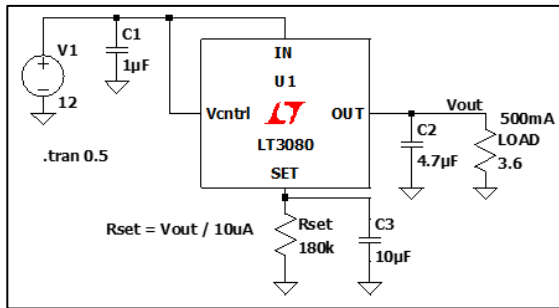 V1
12
C1
1µF
.tran 0.5
IN
U1
Vcntrl
OUT
LT3080
SET
Vout
500mA
LOAD
3.6
C2
4.7µF
Rset = Vout / 10uA
Rset
180k
C3
10µF